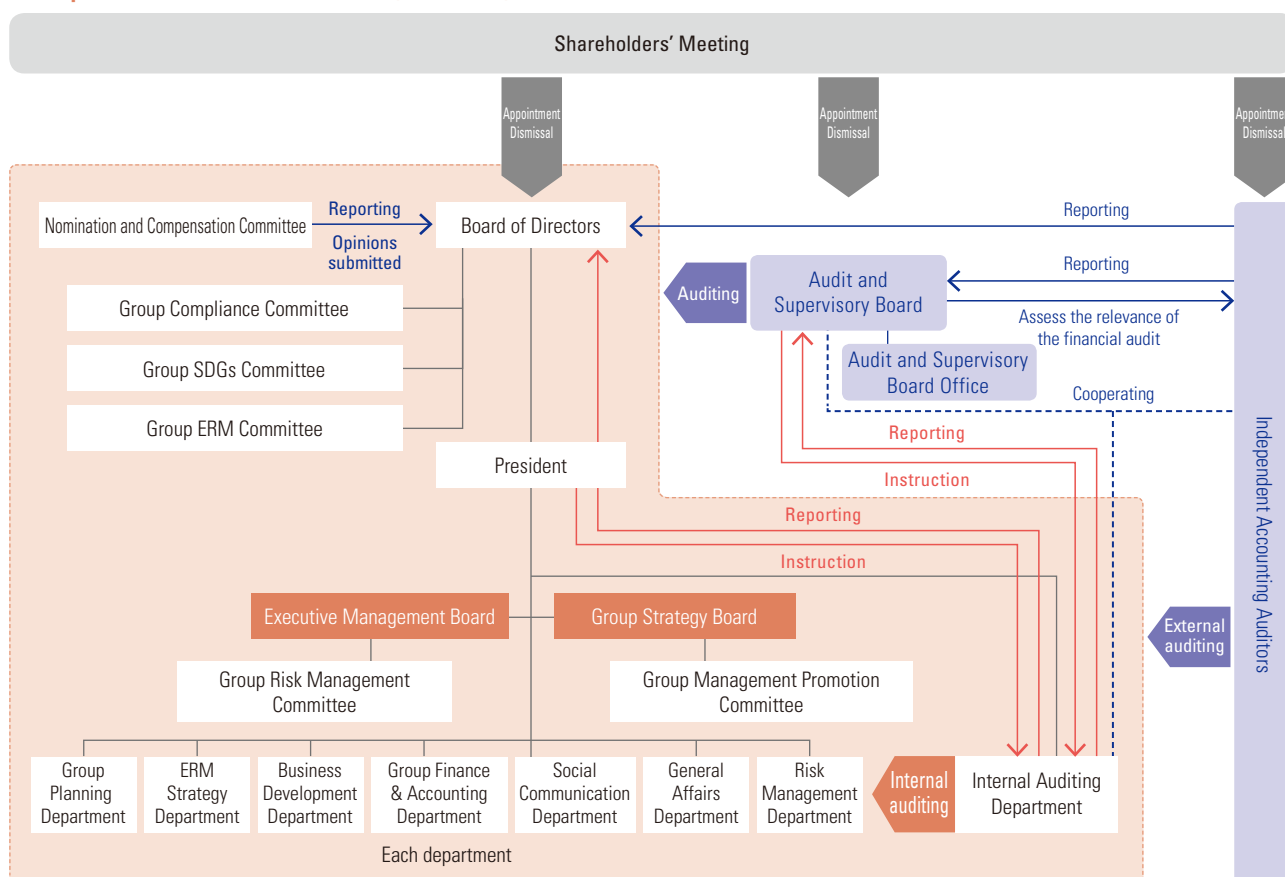 Shareholders' Meeting
Appointment
Dismissal
Appointment
Dismissal
Dismissal
Nomination and Compensation Committee
Reporting
Opinions
submitted
Board of Directors
Reporting
Group Compliance Committee
Group SDGs Committee
Group ERM Committee
Auditing
Audit and
Supervisory Board
Reporting
Assess the relevance of
the financial audit
Audit and Supervisory
Board Office
Cooperating
Reporting
Instruction
President
Reporting
Instruction
Independent Accounting Auditors
Executive Management Board
Group Strategy Board
External
auditing
Group Risk Management
Committee
Group Management Promotion
Committee
Group
Planning
Department
ERM
Strategy
Department
Business
Development
Department
Group Finance
& Accounting
Department
Social
Communication
Department
General
Affairs
Department
Risk
Management
Department
Internal
auditing
Internal Auditing
Department
Each department